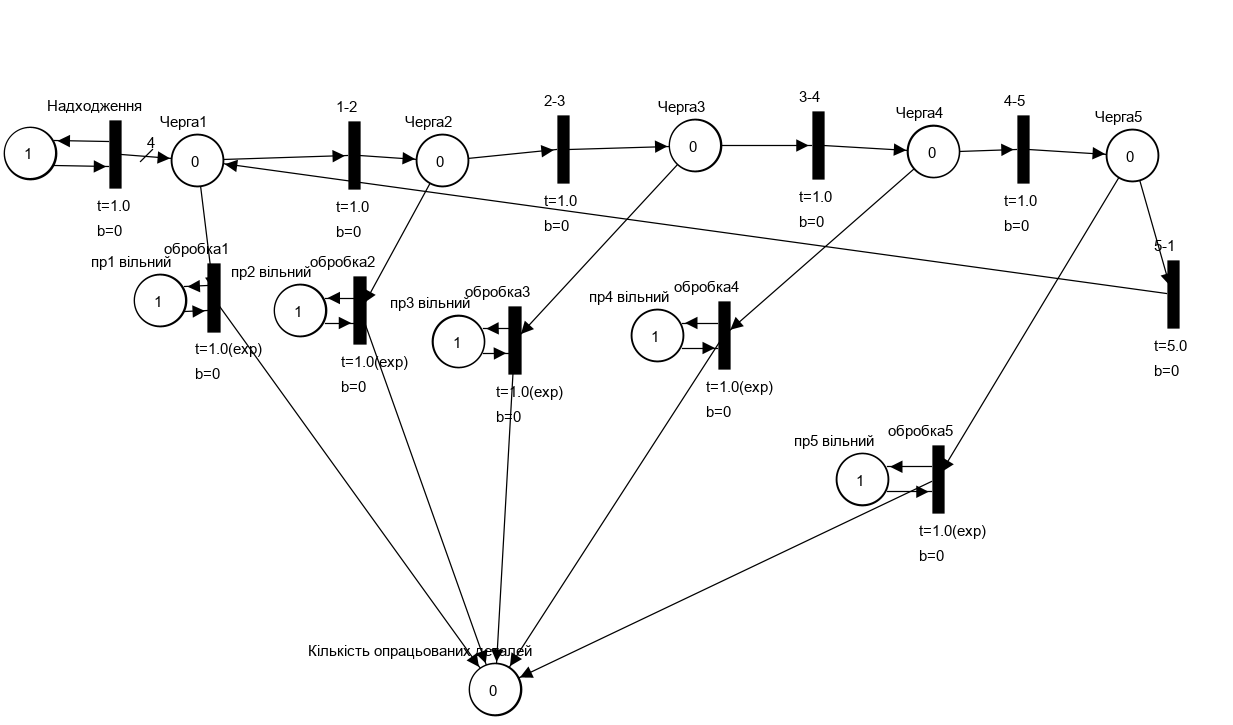 Надходження
1
4
t=1.0
b=0
Черга1
0
1-2
t=1.0
b=0
Черга2
0
2-3
t=1.0
b=0
Черга3
0
3-4
t=1.0
b=0
Черга4
0
4-5
t=1.0
b=0
Черга5
0
5-1
t=5.0
b=0
обробка1
пр1 вільний
1
t=1.0(exp)
b=0
обробка2
пр2 вільний
1
t=1.0(exp)
b=0
обробка3
пр3 вільний
1
t=1.0(exp)
b=0
обробка4
пр4 вільний
1
t=1.0(exp)
b=0
обробка5
пр5 вільний
1
t=1.0(exp)
b=0
Кількість опрацьованих деталей
0